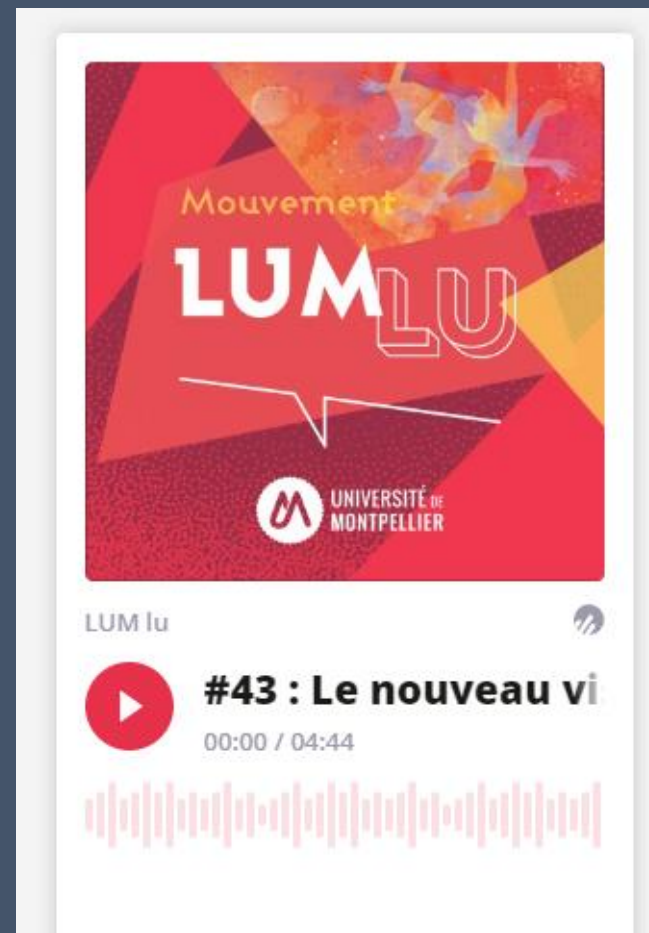 Mouvement
LUM
LU
UNIVERSITÉ DE
MONTPELLIER
LUM lu
#43 : Le nouveau vi
00:00 / 04:44